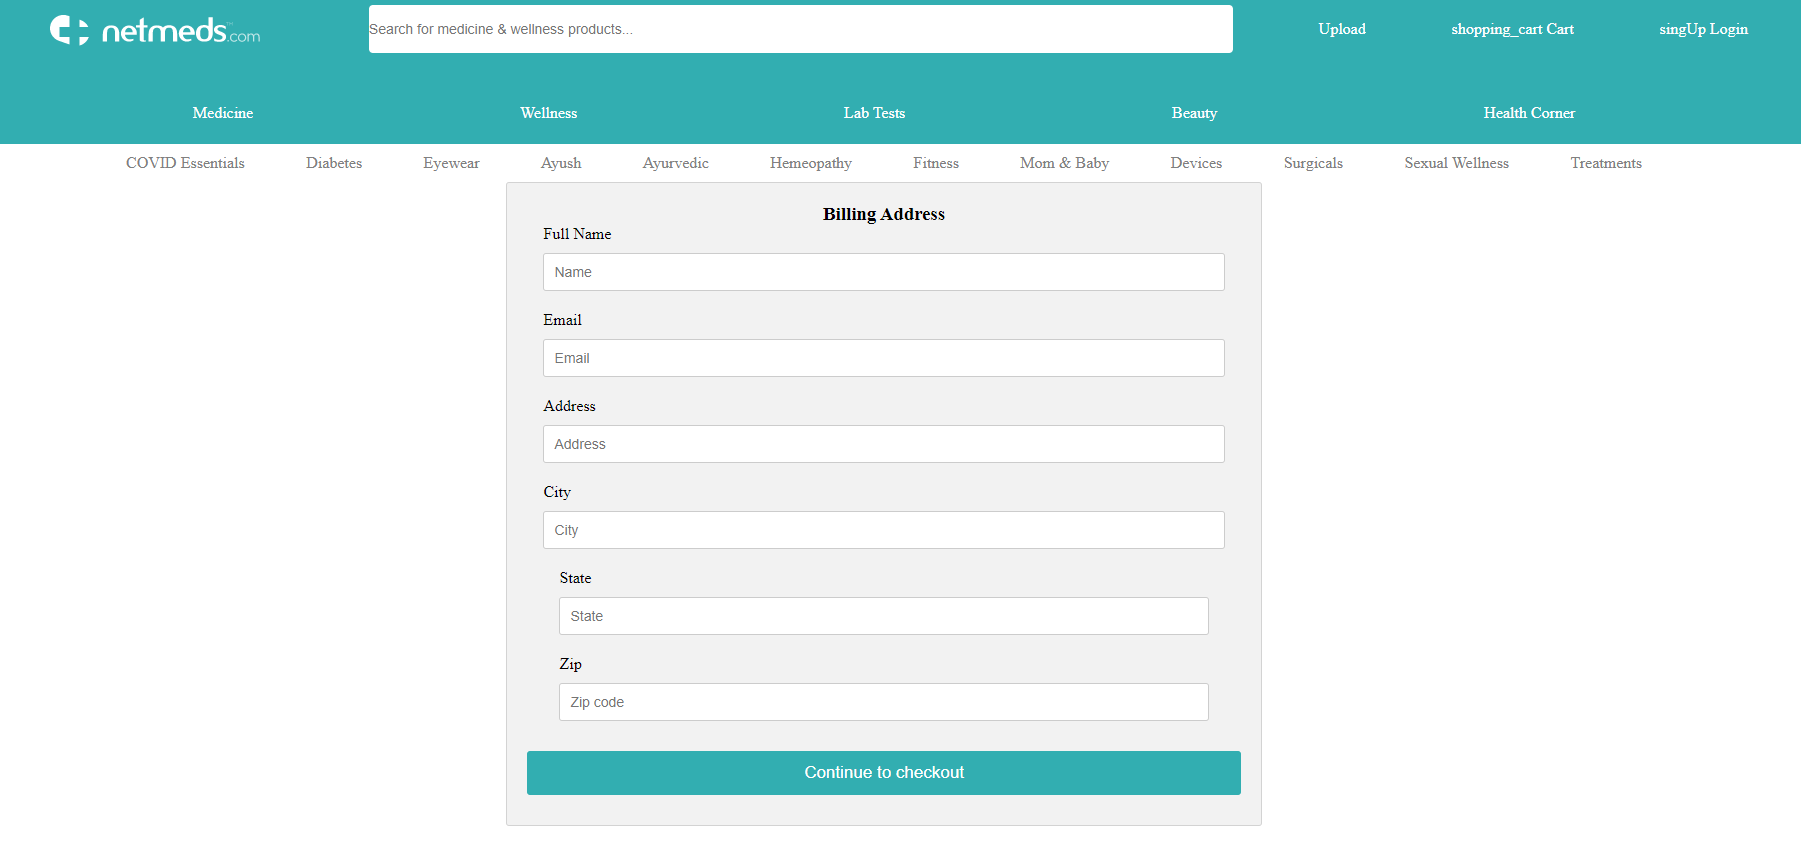 netmeds.com™
Search for medicine & wellness products...
Upload
shopping_cart Cart
singUp Login
Medicine
Wellness
Lab Tests
Beauty
Health Corner
COVID Essentials
Diabetes
Eyewear
Ayush
Ayurvedic
Hemeopathy
Fitness
Mom & Baby
Devices
Surgicals
Sexual Wellness
Treatments
Billing Address
Full Name
Name
Email
Email
Address
Address
City
City
State
State
Zip
Zip code
Continue to checkout